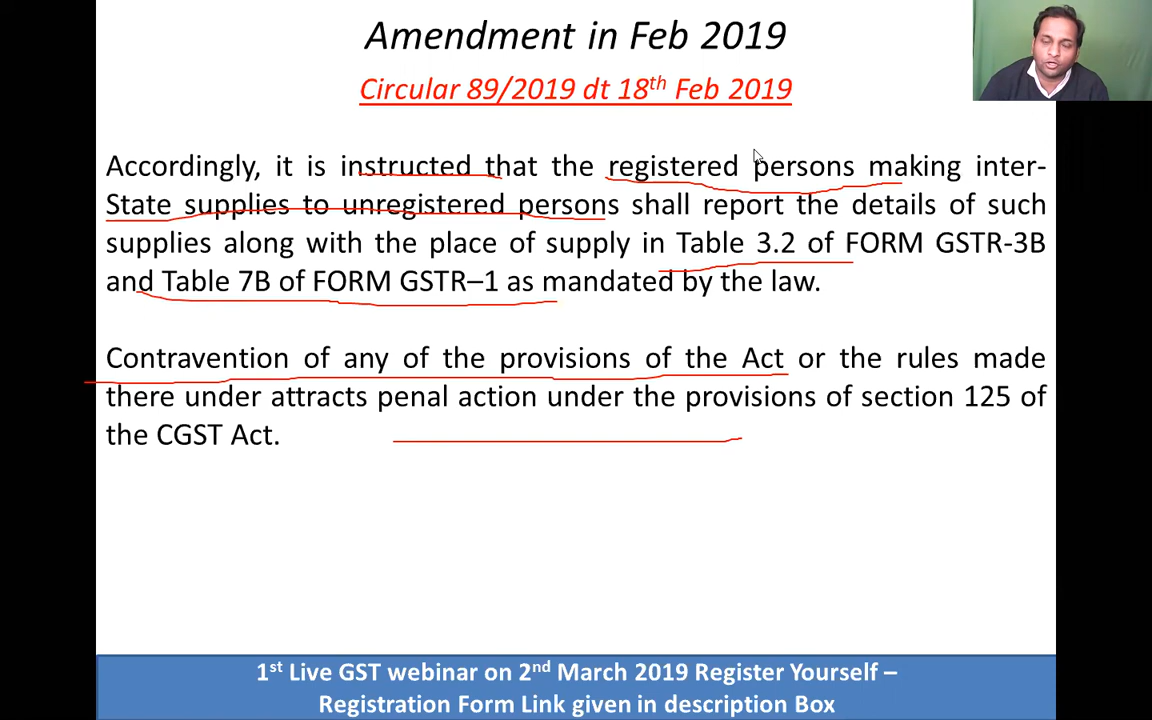 Amendment in Feb 2019
Circular 89/2019 dt 18th Feb 2019
Accordingly, it is instructed that the registered persons making inter-
State supplies to unregistered persons shall report the details of such
supplies along with the place of supply in Table 3.2 of FORM GSTR-3B
and Table 7B of FORM GSTR–1 as mandated by the law.
Contravention of any of the provisions of the Act or the rules made
there under attracts penal action under the provisions of section 125 of
the CGST Act.
1st Live GST webinar on 2nd March 2019 Register Yourself –
Registration Form Link given in description Box